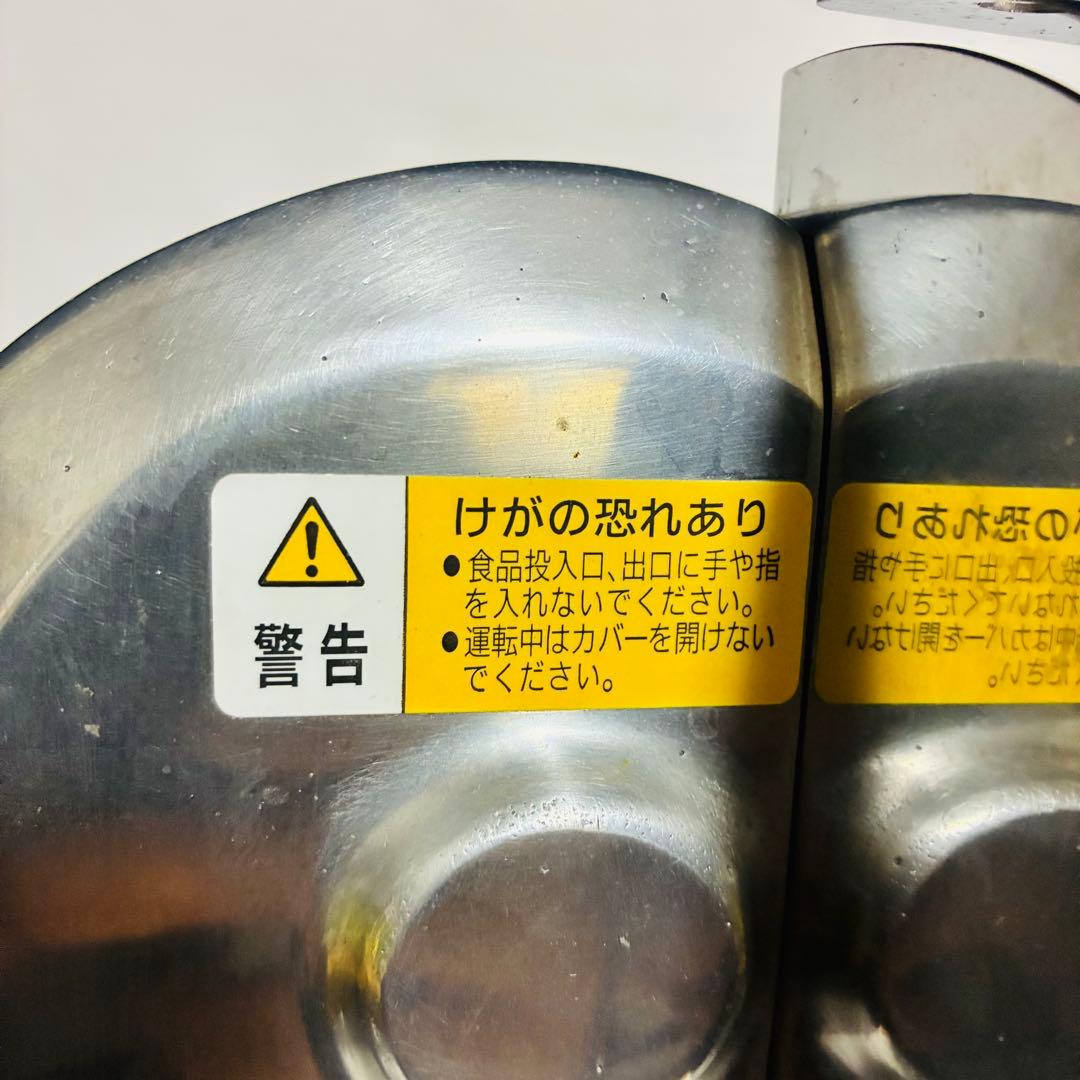 警告
けがの恐れあり
●食品投入口、出口に手や指
を入れないでください。
●運転中はカバーを開けない
でください。